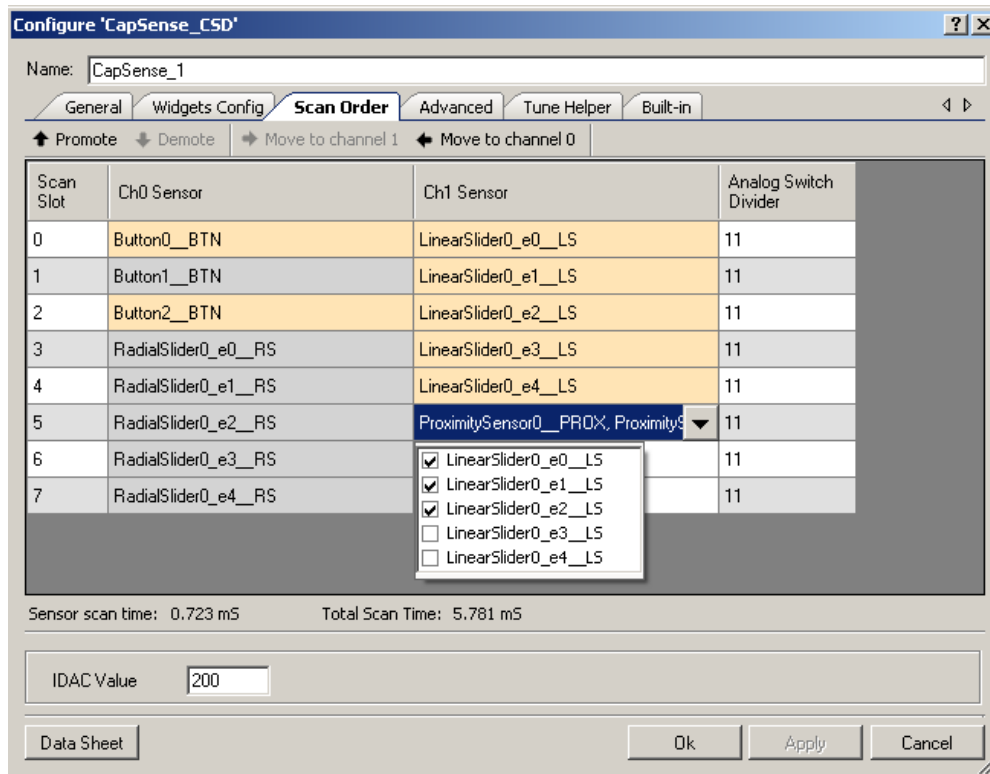 Configure 'CapSense_CSD'
?
Name: CapSense_1
General Widgets Config Scan Order Advanced Tune Helper Built-in
Promote Demote Move to channel 1 Move to channel 0
Scan Slot Ch0 Sensor Ch1 Sensor Analog Switch Divider
0 Button0__BTN LinearSlider0_e0__LS 11
1 Button1__BTN LinearSlider0_e1__LS 11
2 Button2__BTN LinearSlider0_e2__LS 11
3 RadialSlider0_e0__RS LinearSlider0_e3__LS 11
4 RadialSlider0_e1__RS LinearSlider0_e4__LS 11
5 RadialSlider0_e2__RS ProximitySensor0__PROX, ProximityS 11
6 RadialSlider0_e3__RS LinearSlider0_e0__LS 11
LinearSlider0_e1__LS
7 RadialSlider0_e4__RS LinearSlider0_e2__LS 11
LinearSlider0_e3__LS
LinearSlider0_e4__LS
Sensor scan time: 0.723 mS Total Scan Time: 5.781 mS
IDAC Value 200
Data Sheet Ok Apply Cancel